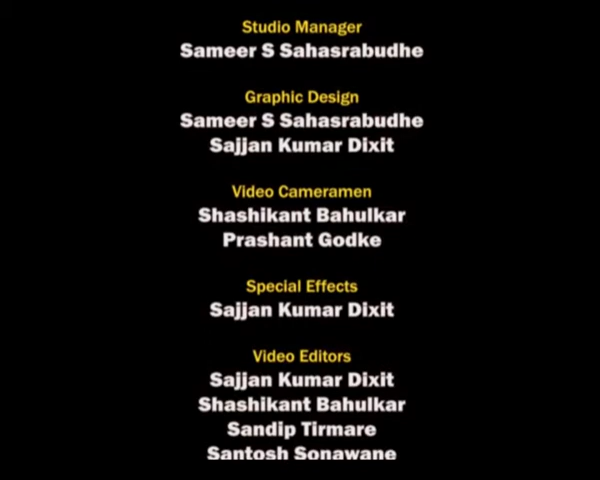 Studio Manager
Sameer S Sahasrabudhe
Graphic Design
Sameer S Sahasrabudhe
Sajjan Kumar Dixit
Video Cameramen
Shashikant Bahulkar
Prashant Godke
Special Effects
Sajjan Kumar Dixit
Video Editors
Sajjan Kumar Dixit
Shashikant Bahulkar
Sandip Tirmare
Santosh Sonawane